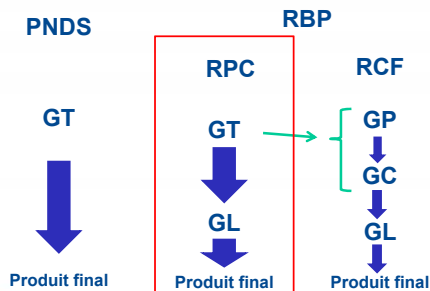 PNDS
RBP
RPC
RCF
GT
GT
GP
GC
GL
GL
Produit final
Produit final
Produit final